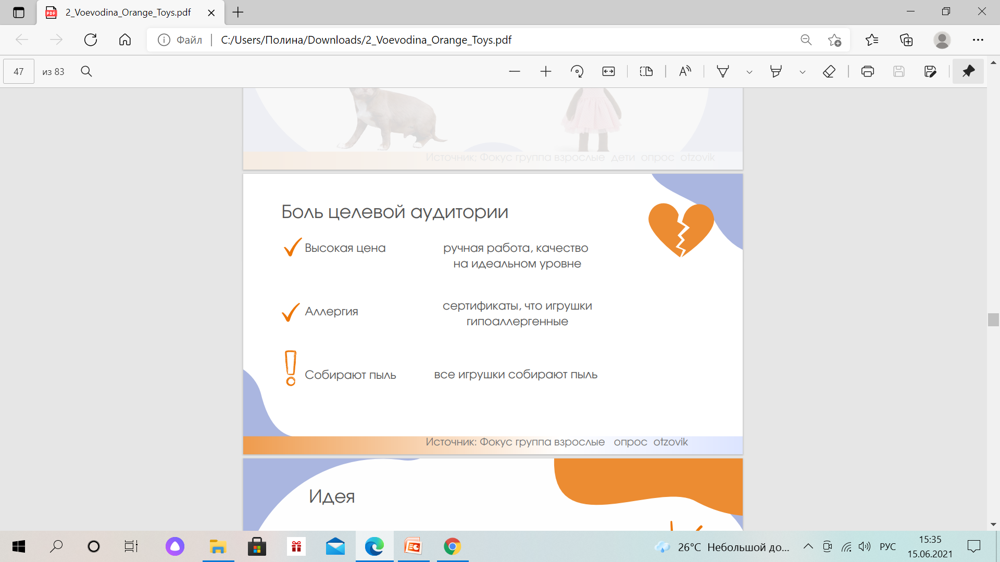 2_Voevodina_Orange_Toys.pdf
Файл
C:/Users/Полина/Downloads/2_Voevodina_Orange_Toys.pdf
47 из 83
Источник: Фокус группа взрослые дети опрос otzovik
Боль целевой аудитории
Высокая цена
ручная работа, качество
на идеальном уровне
Аллергия
сертификаты, что игрушки
гипоаллергенные
Собирают пыль
все игрушки собирают пыль
Источник: Фокус группа взрослые опрос otzovik
Идея
26°C Небольшой до...
РУС
15:35
15.06.2021